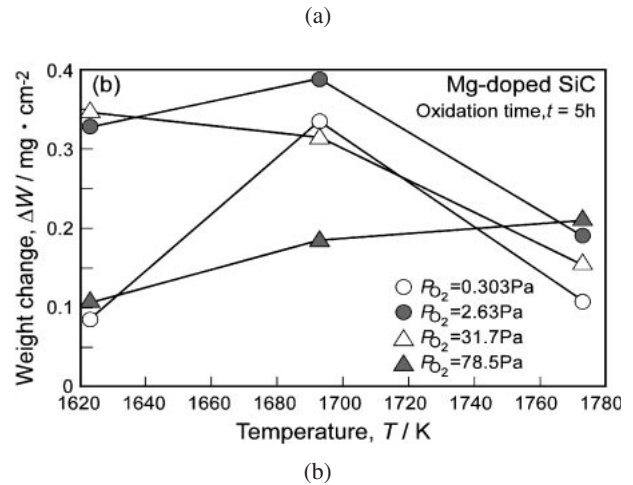 (a)
0.4
(b)
Mg-doped SiC
Oxidation time,t = 5h
0.3
0.2
0.1
0
Weight change, ΔW / mg・cm-2
PO2=0.303Pa
PO2=2.63Pa
PO2=31.7Pa
PO2=78.5Pa
1620 1640 1660 1680 1700 1720 1740 1760 1780
Temperature, T / K
(b)